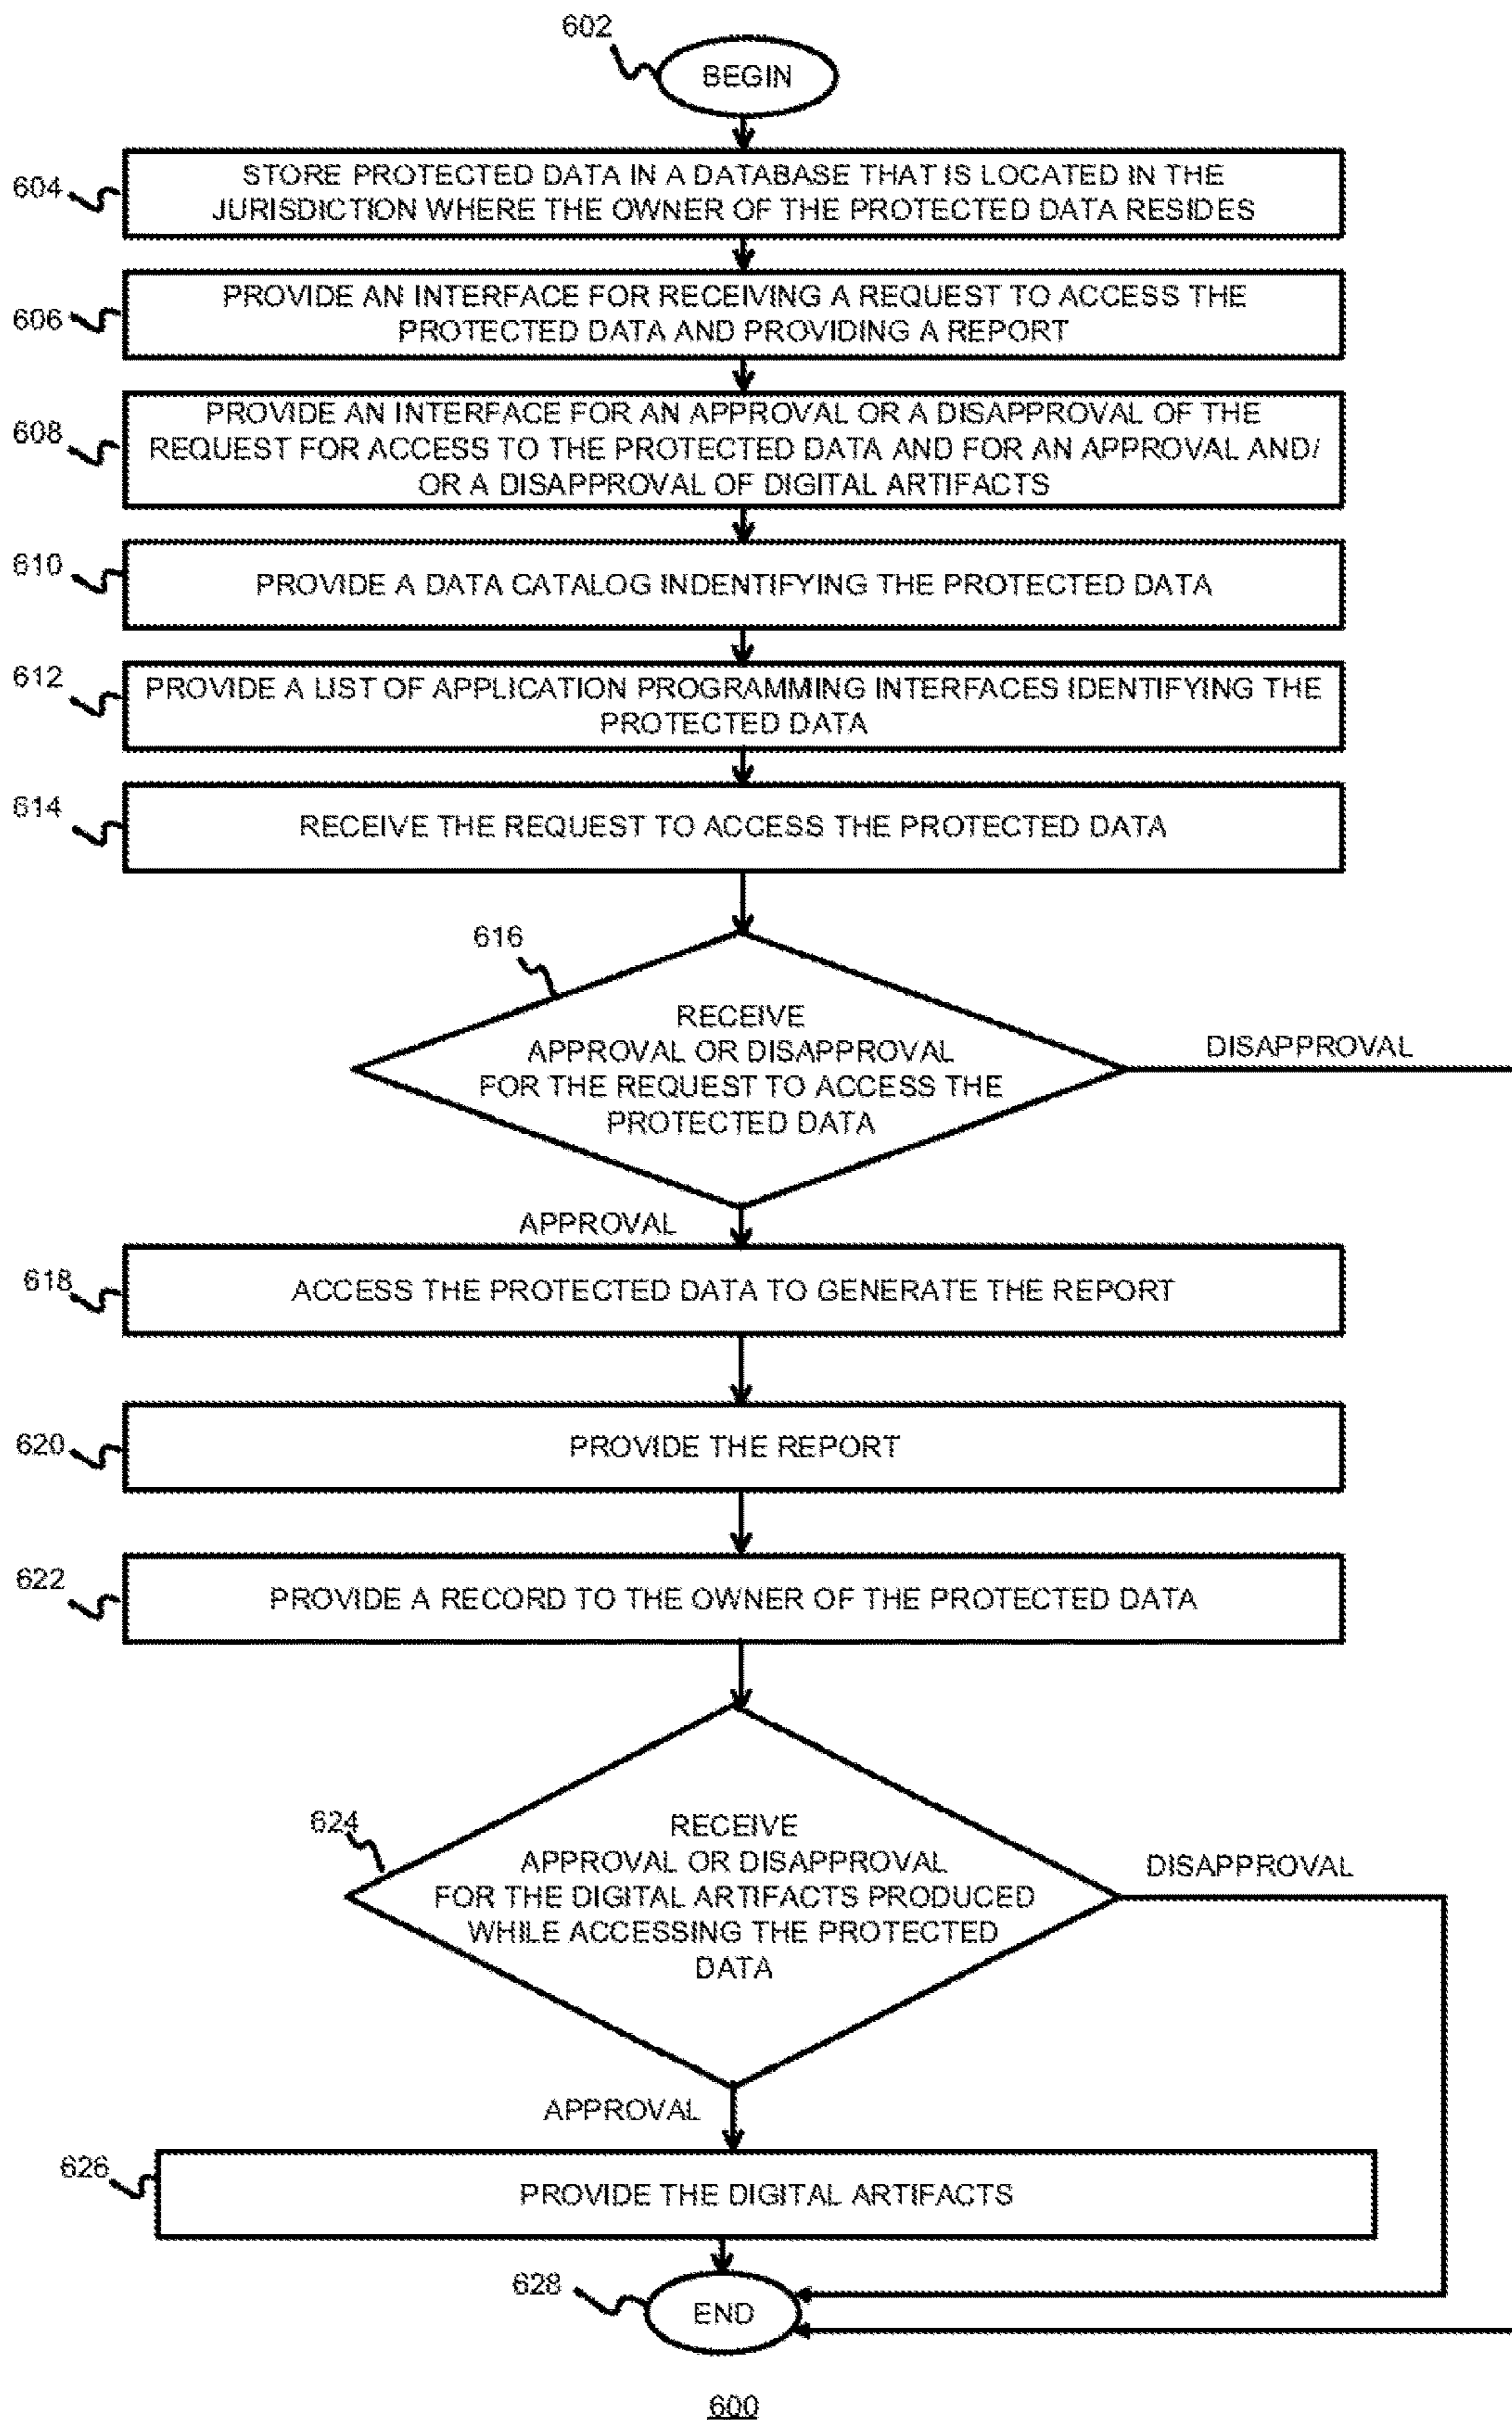 602
BEGIN
604
STORE PROTECTED DATA IN A DATABASE THAT IS LOCATED IN THE
JURISDICTION WHERE THE OWNER OF THE PROTECTED DATA RESIDES
606
PROVIDE AN INTERFACE FOR RECEIVING A REQUEST TO ACCESS THE
PROTECTED DATA AND PROVIDING A REPORT
608
PROVIDE AN INTERFACE FOR AN APPROVAL OR A DISAPPROVAL OF THE
REQUEST FOR ACCESS TO THE PROTECTED DATA AND FOR AN APPROVAL AND/
OR A DISAPPROVAL OF DIGITAL ARTIFACTS
610
PROVIDE A DATA CATALOG INDENTIFYING THE PROTECTED DATA
612
PROVIDE A LIST OF APPLICATION PROGRAMMING INTERFACES IDENTIFYING THE
PROTECTED DATA
614
RECEIVE THE REQUEST TO ACCESS THE PROTECTED DATA
616
RECEIVE
APPROVAL OR DISAPPROVAL
FOR THE REQUEST TO ACCESS THE
PROTECTED DATA
DISAPPROVAL
APPROVAL
618
ACCESS THE PROTECTED DATA TO GENERATE THE REPORT
620
PROVIDE THE REPORT
622
PROVIDE A RECORD TO THE OWNER OF THE PROTECTED DATA
624
RECEIVE
APPROVAL OR DISAPPROVAL
FOR THE DIGITAL ARTIFACTS PRODUCED
WHILE ACCESSING THE PROTECTED
DATA
DISAPPROVAL
APPROVAL
626
PROVIDE THE DIGITAL ARTIFACTS
628
END
600